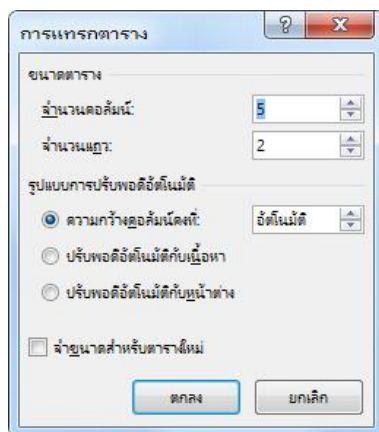 การแทรกตาราง
ขนาดตาราง
จำนวนคอลัมน์: 5
จำนวนแถว: 2
รูปแบบการปรับพอดีอัตโนมัติ
ความกว้างคอลัมน์คงที่: อัตโนมัติ
ปรับพอดีอัตโนมัติกับเนื้อหา
ปรับพอดีอัตโนมัติกับหน้าต่าง
จำขนาดสำหรับตารางใหม่
ตกลง ยกเลิก